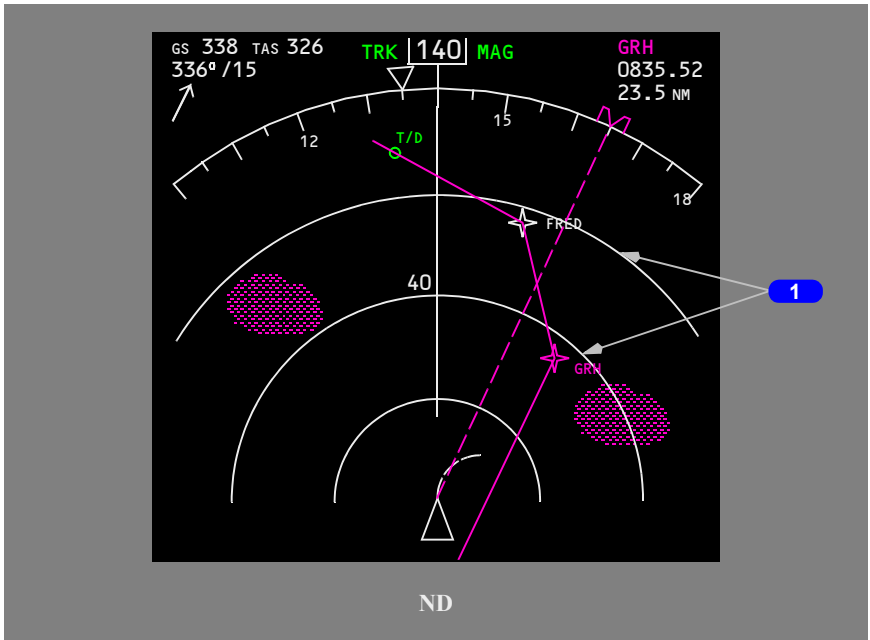 GS 338 TAS 326
336°/15
TRK 140 MAG
GRH
0835.52
23.5 NM
12
15
18
T/D
FRED
40
GRH
1
ND